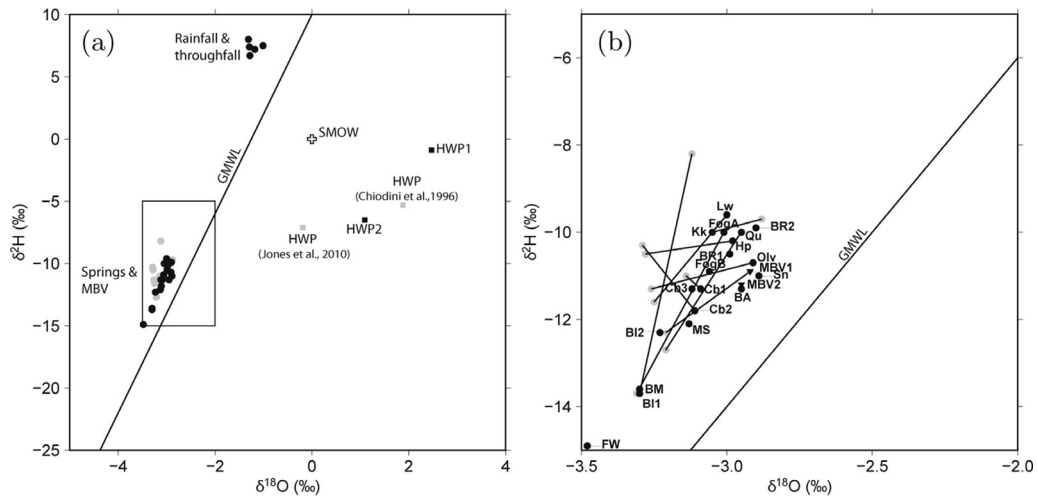 (a)
Rainfall &
throughfall
SMOW
HWP1
GMWL
HWP
(Chiodini et al.,1996)
HWP2
HWP
(Jones et al., 2010)
Springs &
MBV
10
5
0
−5
−10
−15
−20
−25
−4
−2
0
2
4
δ²H (‰)
δ¹⁸O (‰)
(b)
Lw
FogA
Kk
Qu
BR2
Hp
BR1
Olv
FogB
MBV1
Sn
MBV2
Cb3
Cb1
BA
Cb2
Bl2
MS
BM
Bl1
FW
GMWL
−6
−8
−10
−12
−14
−3.5
−3.0
−2.5
−2.0
δ²H (‰)
δ¹⁸O (‰)